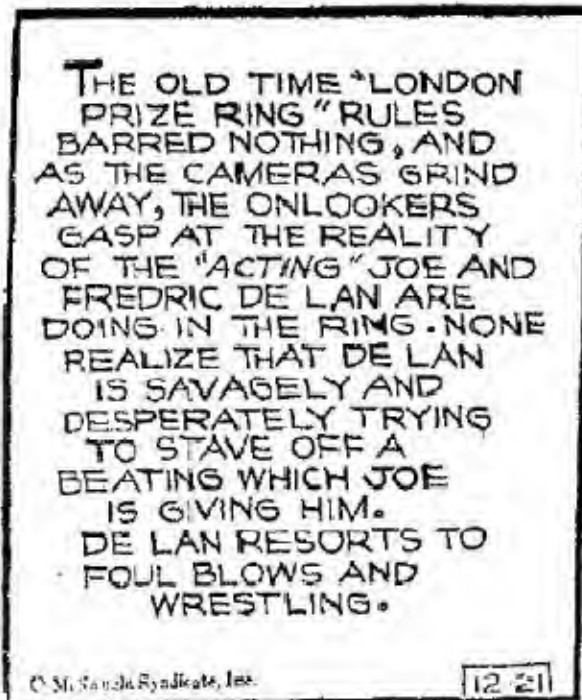 THE OLD TIME "LONDON
PRIZE RING" RULES
BARRED NOTHING, AND
AS THE CAMERAS GRIND
AWAY, THE ONLOOKERS
GASP AT THE REALITY
OF THE "ACTING" JOE AND
FREDRIC DE LAN ARE
DOING IN THE RING. NONE
REALIZE THAT DE LAN
IS SAVAGELY AND
DESPERATELY TRYING
TO STAVE OFF A
BEATING WHICH JOE
IS GIVING HIM.
DE LAN RESORTS TO
FOUL BLOWS AND
WRESTLING.
© Syndicate, Inc.
12-21